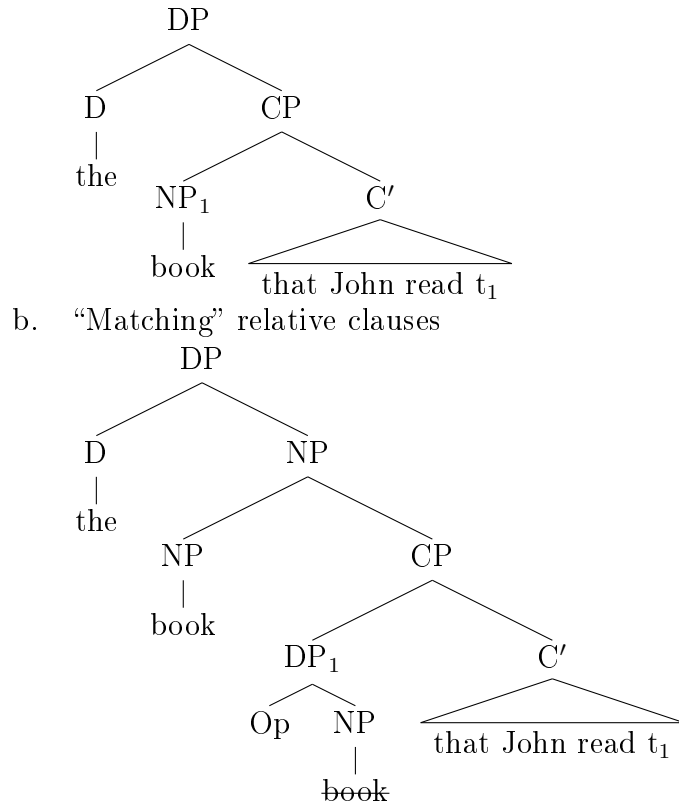 DP
D CP
the
NP₁ C′
book
that John read t₁
b. “Matching” relative clauses
DP
D NP
the
NP CP
book
DP₁ C′
Op NP
that John read t₁
book